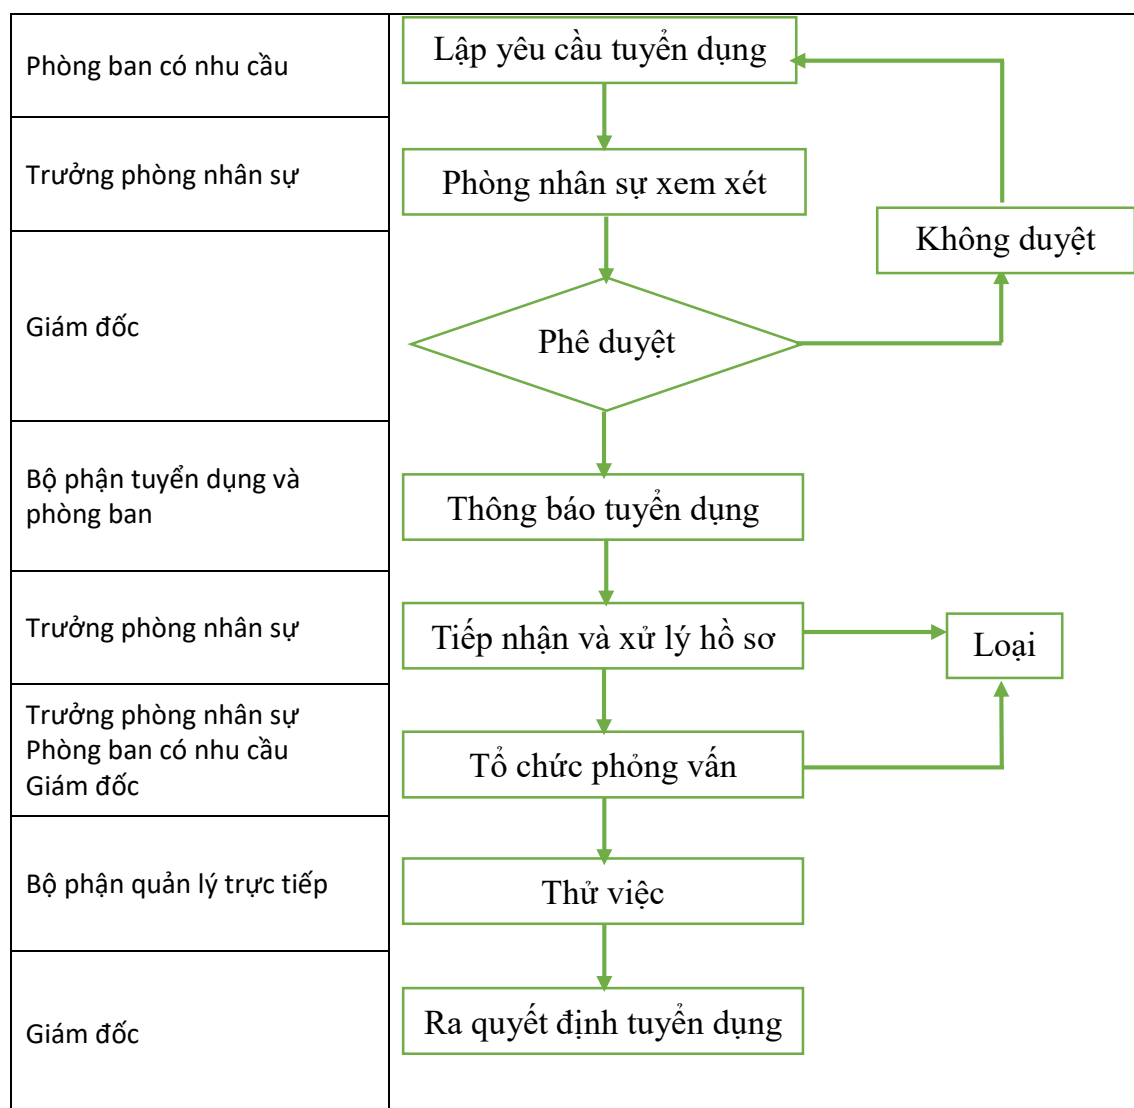 Phòng ban có nhu cầu
Lập yêu cầu tuyển dụng
Trưởng phòng nhân sự
Phòng nhân sự xem xét
Không duyệt
Giám đốc
Phê duyệt
Bộ phận tuyển dụng và
phòng ban
Thông báo tuyển dụng
Trưởng phòng nhân sự
Tiếp nhận và xử lý hồ sơ
Loại
Trưởng phòng nhân sự
Phòng ban có nhu cầu
Giám đốc
Tổ chức phỏng vấn
Bộ phận quản lý trực tiếp
Thử việc
Giám đốc
Ra quyết định tuyển dụng